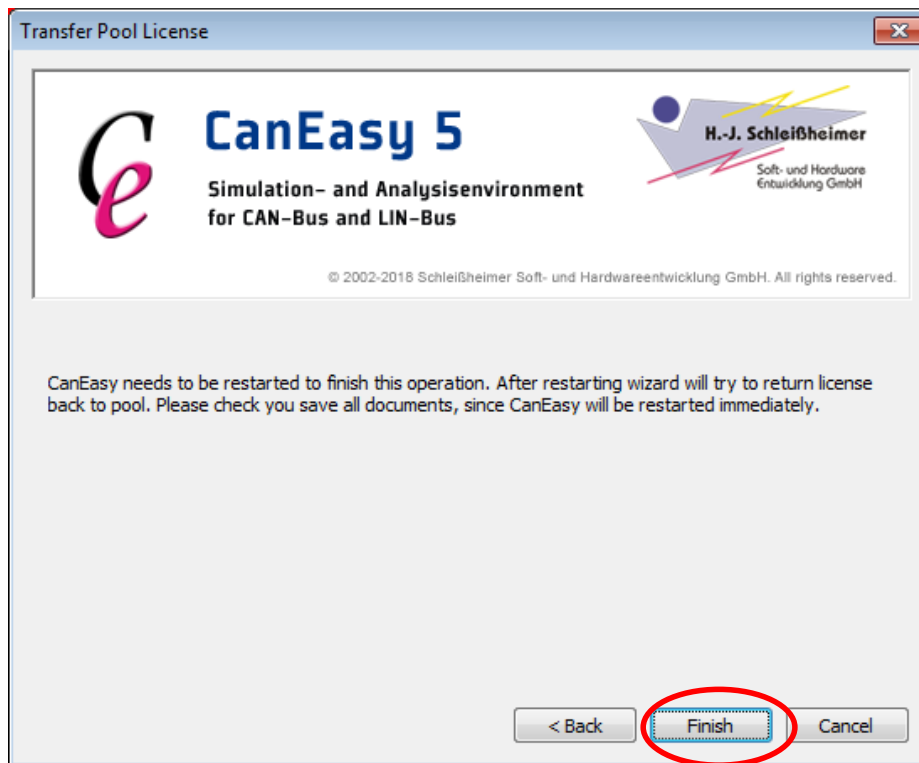 Transfer Pool License
Ce
CanEasy 5
Simulation- and Analysisenvironment
for CAN-Bus and LIN-Bus
H.-J. Schleißheimer
Soft- und Hardware
Entwicklung GmbH
© 2002-2018 Schleißheimer Soft- und Hardwareentwicklung GmbH. All rights reserved.
CanEasy needs to be restarted to finish this operation. After restarting wizard will try to return license
back to pool. Please check you save all documents, since CanEasy will be restarted immediately.
< Back Finish Cancel